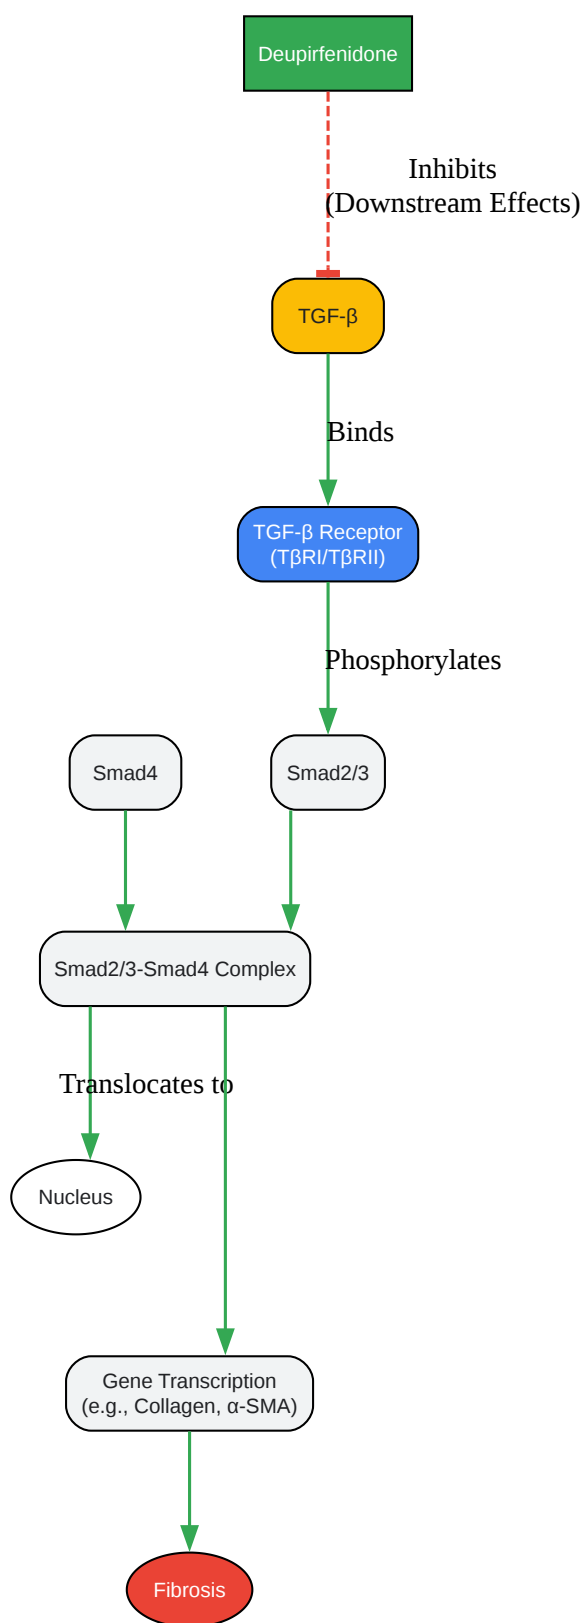 Deupirfenidone
Inhibits
(Downstream Effects)
TGF-β
Binds
TGF-β Receptor
(TβRI/TβRII)
Phosphorylates
Smad4
Smad2/3
Smad2/3-Smad4 Complex
Translocates to
Nucleus
Gene Transcription
(e.g., Collagen, α-SMA)
Fibrosis